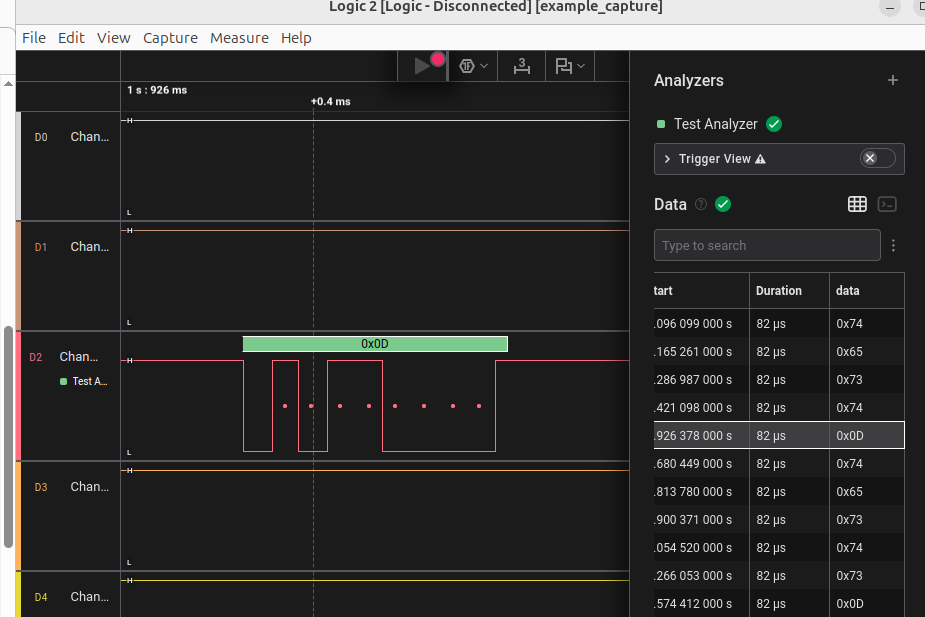 Logic 2 [Logic - Disconnected] [example_capture]
File Edit View Capture Measure Help
3
1 s : 926 ms
+0.4 ms
D0 Chan...
H
L
D1 Chan...
H
L
D2 Chan...
Test A...
H
L
0x0D
D3 Chan...
H
L
D4 Chan...
H
Analyzers
Test Analyzer
Trigger View
Data
Type to search
tart Duration data
.096 099 000 s 82 µs 0x74
.165 261 000 s 82 µs 0x65
.286 987 000 s 82 µs 0x73
.421 098 000 s 82 µs 0x74
.926 378 000 s 82 µs 0x0D
.680 449 000 s 82 µs 0x74
.813 780 000 s 82 µs 0x65
.900 371 000 s 82 µs 0x73
.054 520 000 s 82 µs 0x74
.266 053 000 s 82 µs 0x73
.574 412 000 s 82 µs 0x0D